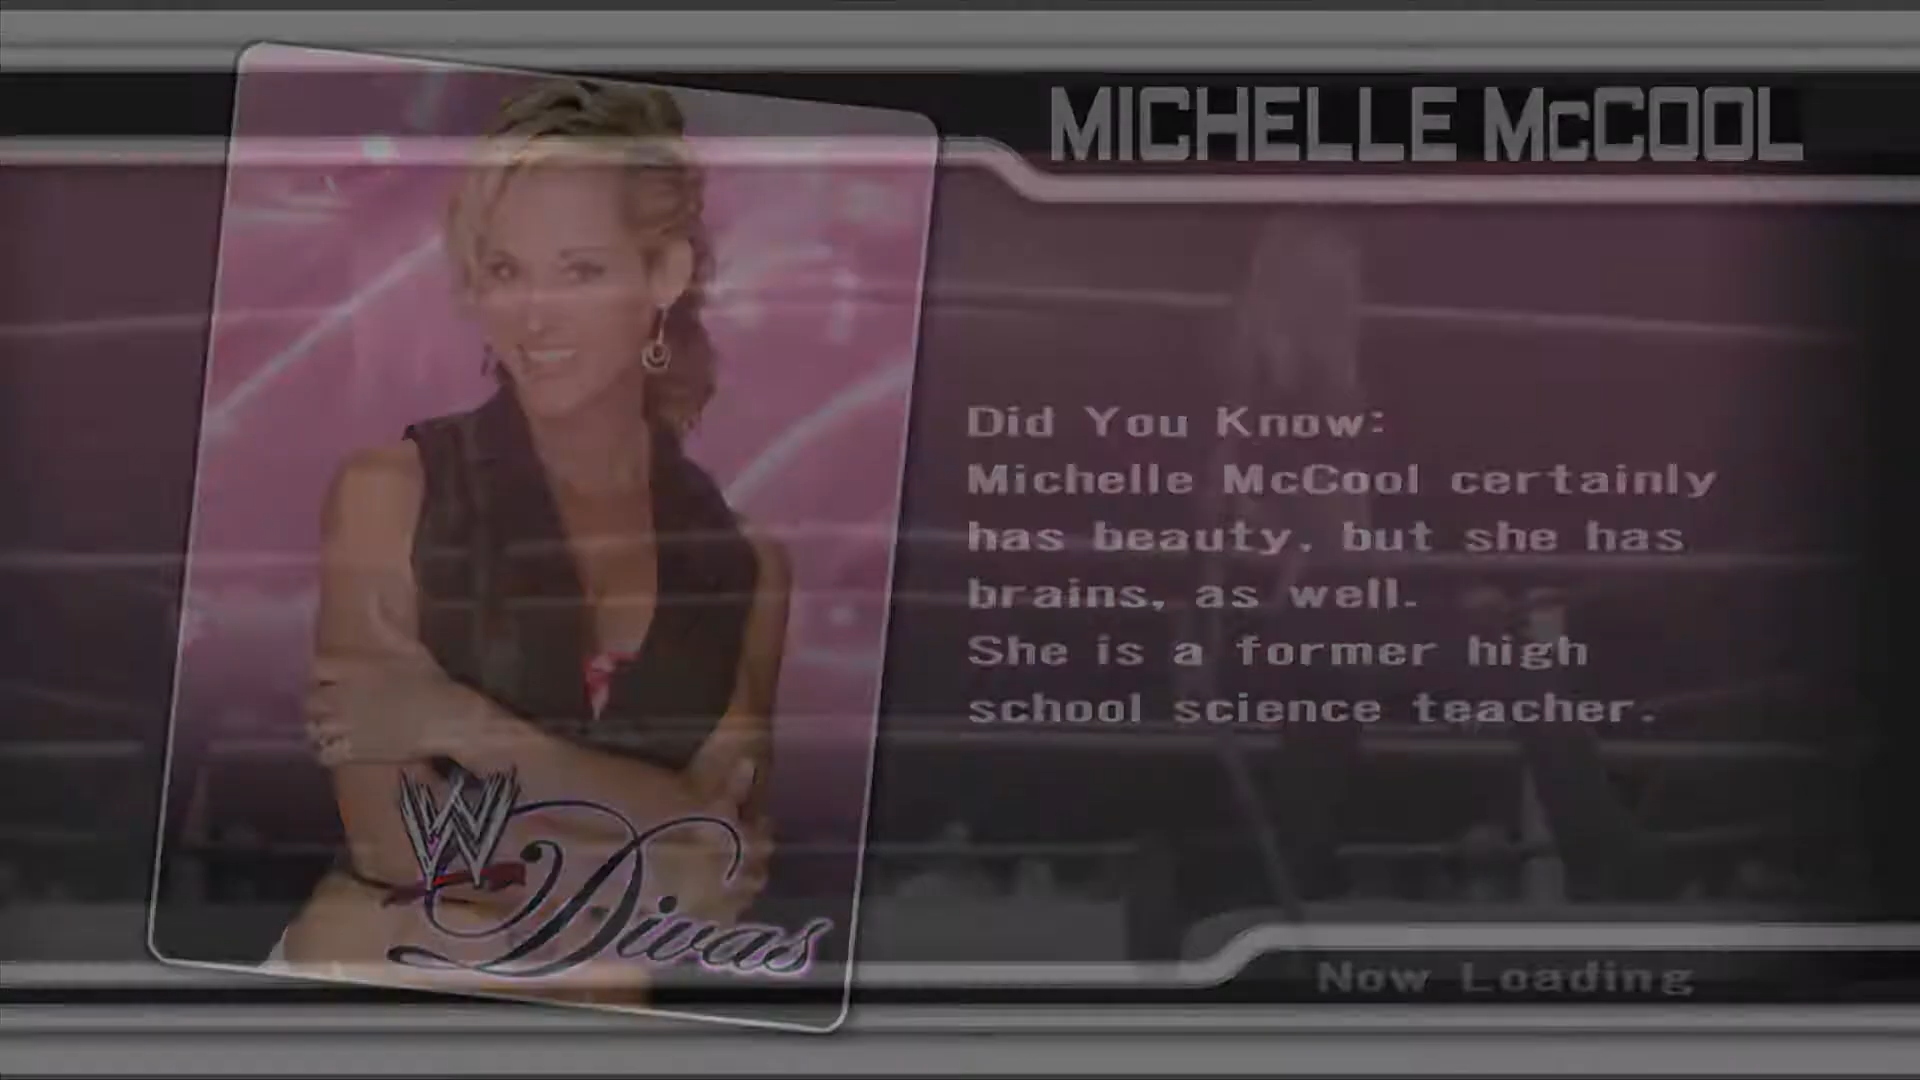 MICHELLE McCOOL
Did You Know:
Michelle McCool certainly
has beauty, but she has
brains, as well.
She is a former high
school science teacher.
W
Divas
Now Loading